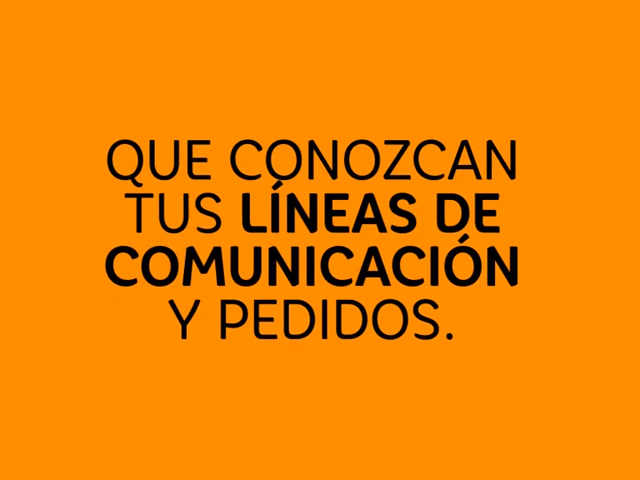 QUE CONOZCAN
TUS LÍNEAS DE
COMUNICACIÓN
Y PEDIDOS.